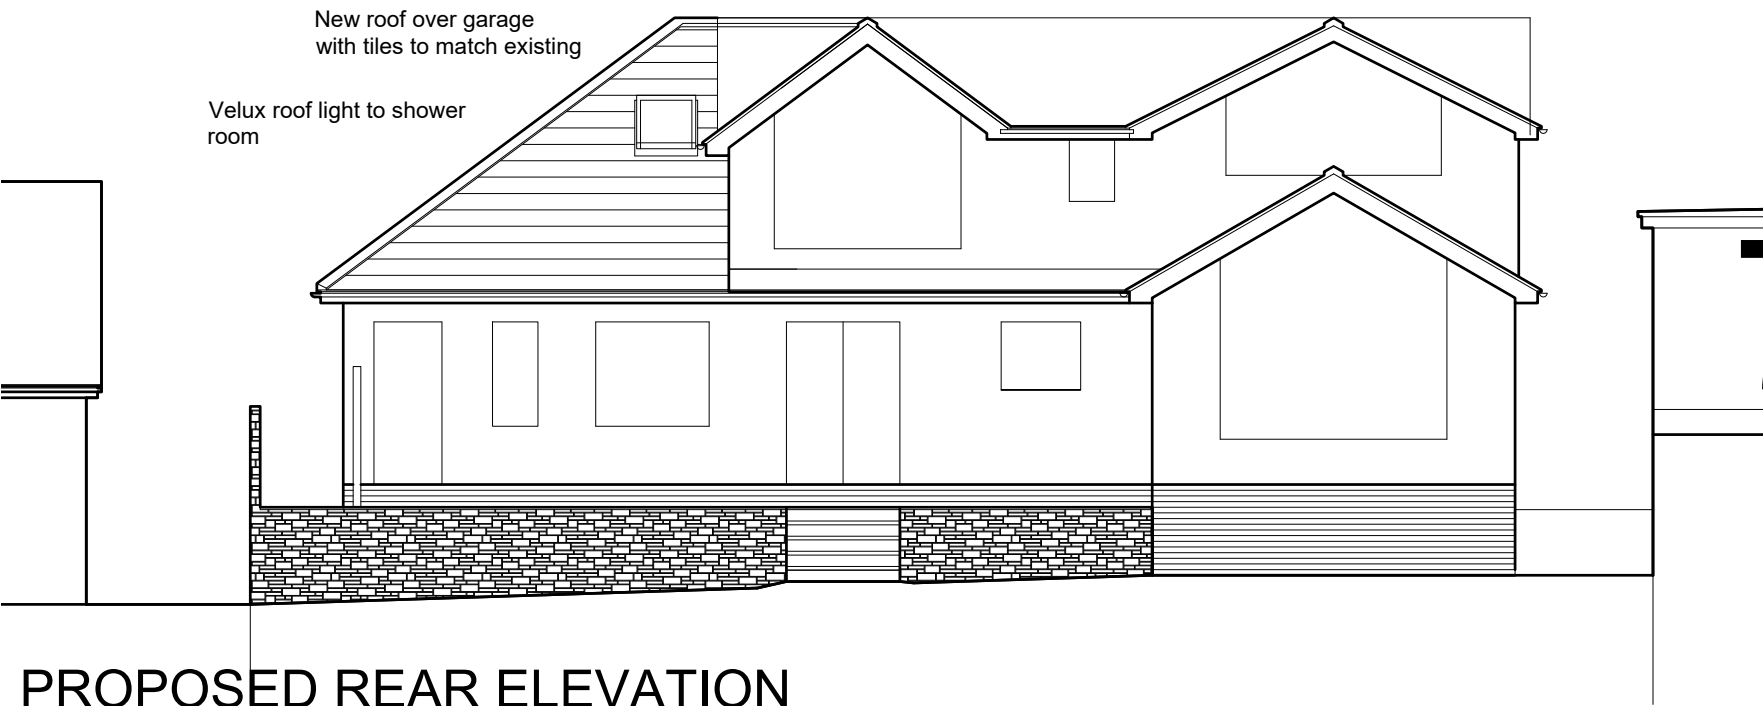 New roof over garage
with tiles to match existing
Velux roof light to shower
room
PROPOSED REAR ELEVATION